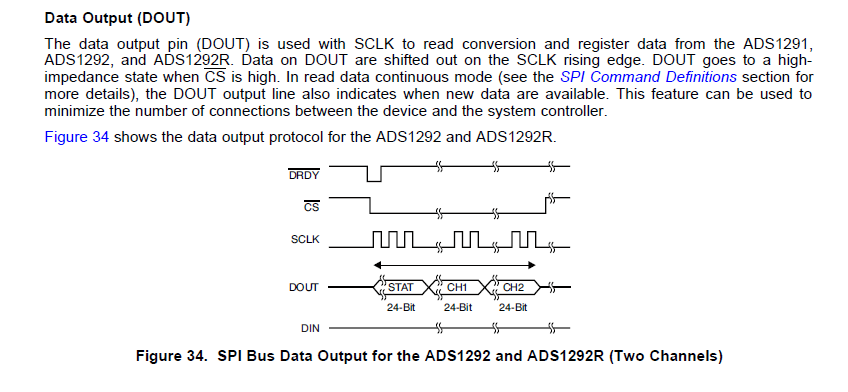 Data Output (DOUT)
The data output pin (DOUT) is used with SCLK to read conversion and register data from the ADS1291,
ADS1292, and ADS1292R. Data on DOUT are shifted out on the SCLK rising edge. DOUT goes to a high-
impedance state when CS is high. In read data continuous mode (see the SPI Command Definitions section for
more details), the DOUT output line also indicates when new data are available. This feature can be used to
minimize the number of connections between the device and the system controller.
Figure 34 shows the data output protocol for the ADS1292 and ADS1292R.
DRDY
CS
SCLK
DOUT STAT CH1 CH2
24-Bit 24-Bit 24-Bit
DIN
Figure 34. SPI Bus Data Output for the ADS1292 and ADS1292R (Two Channels)